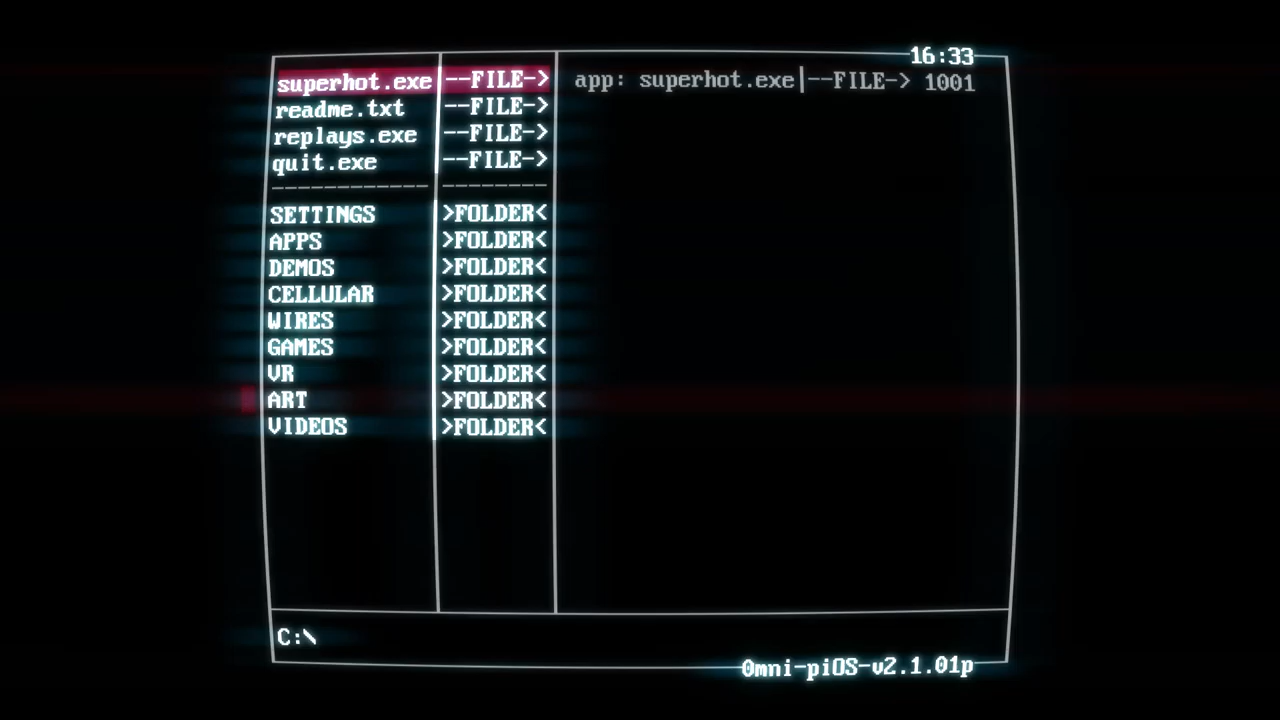 16:33
superhot.exe --FILE-> app: superhot.exe|--FILE-> 1001
readme.txt --FILE->
replays.exe --FILE->
quit.exe --FILE->
------------- --------
SETTINGS >FOLDER<
APPS >FOLDER<
DEMOS >FOLDER<
CELLULAR >FOLDER<
WIRES >FOLDER<
GAMES >FOLDER<
VR >FOLDER<
ART >FOLDER<
VIDEOS >FOLDER<
C:\
0mni-piOS-v2.1.01p